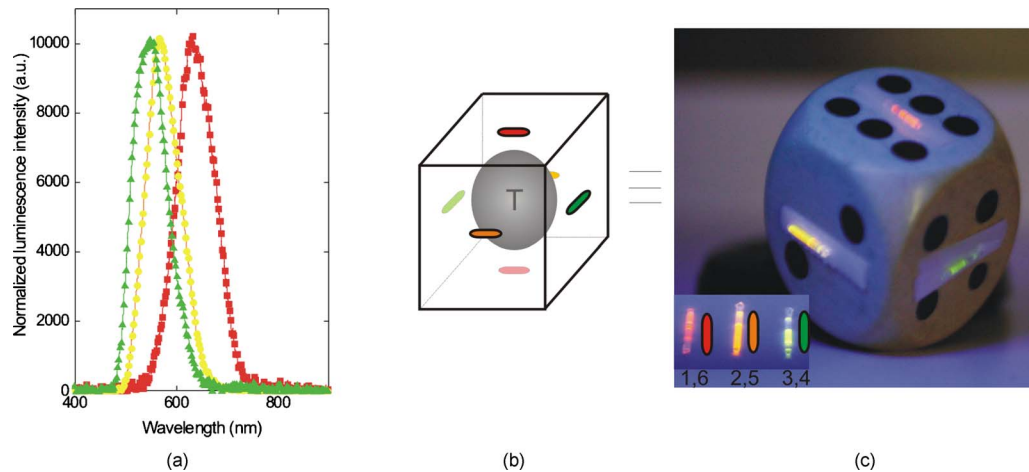 Normalized luminescence intensity (a.u.)
10000
8000
6000
4000
2000
0
400
600
800
Wavelength (nm)
(a)
T
(b)
1,6
2,5
3,4
(c)